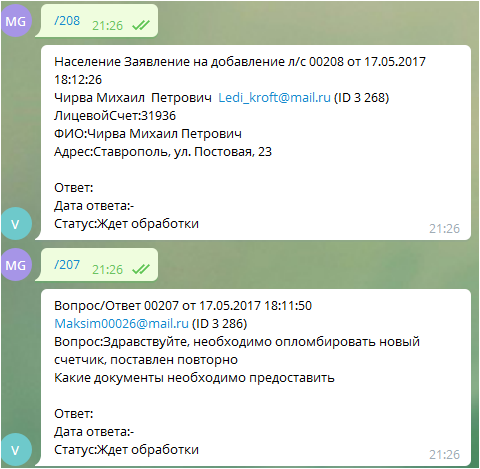 MG
/208
21:26
Население Заявление на добавление л/с 00208 от 17.05.2017
18:12:26
Чирва Михаил Петрович Ledi_kroft@mail.ru (ID 3 268)
ЛицевойСчет:31936
ФИО:Чирва Михаил Петрович
Адрес:Ставрополь, ул. Постовая, 23
Ответ:
Дата ответа:-
Статус:Ждет обработки
V
21:26
MG
/207
21:26
Вопрос/Ответ 00207 от 17.05.2017 18:11:50
Maksim00026@mail.ru (ID 3 286)
Вопрос:Здравствуйте, необходимо опломбировать новый
счетчик, поставлен повторно
Какие документы необходимо предоставить
Ответ:
Дата ответа:-
Статус:Ждет обработки
V
21:26